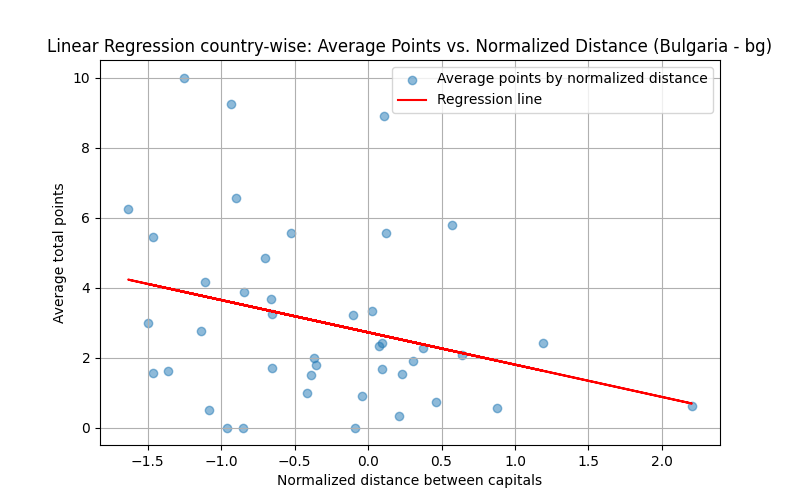 Linear Regression country-wise: Average Points vs. Normalized Distance (Bulgaria - bg)
Average points by normalized distance
Regression line
Average total points
10
8
6
4
2
0
−1.5 −1.0 −0.5 0.0 0.5 1.0 1.5 2.0
Normalized distance between capitals